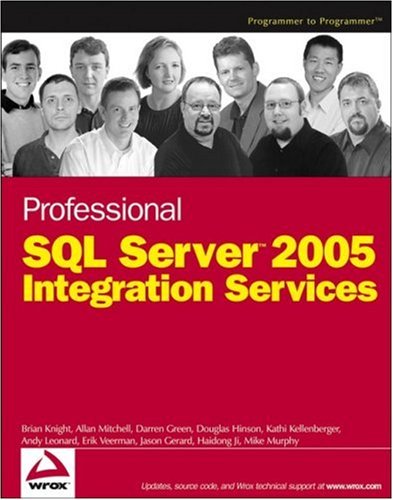 Programmer to Programmer™
Professional
SQL Server™ 2005
Integration Services
Brian Knight, Allan Mitchell, Darren Green, Douglas Hinson, Kathi Kellenberger,
Andy Leonard, Erik Veerman, Jason Gerard, Haidong Ji, Mike Murphy
wrox™
Updates, source code, and Wrox technical support at www.wrox.com